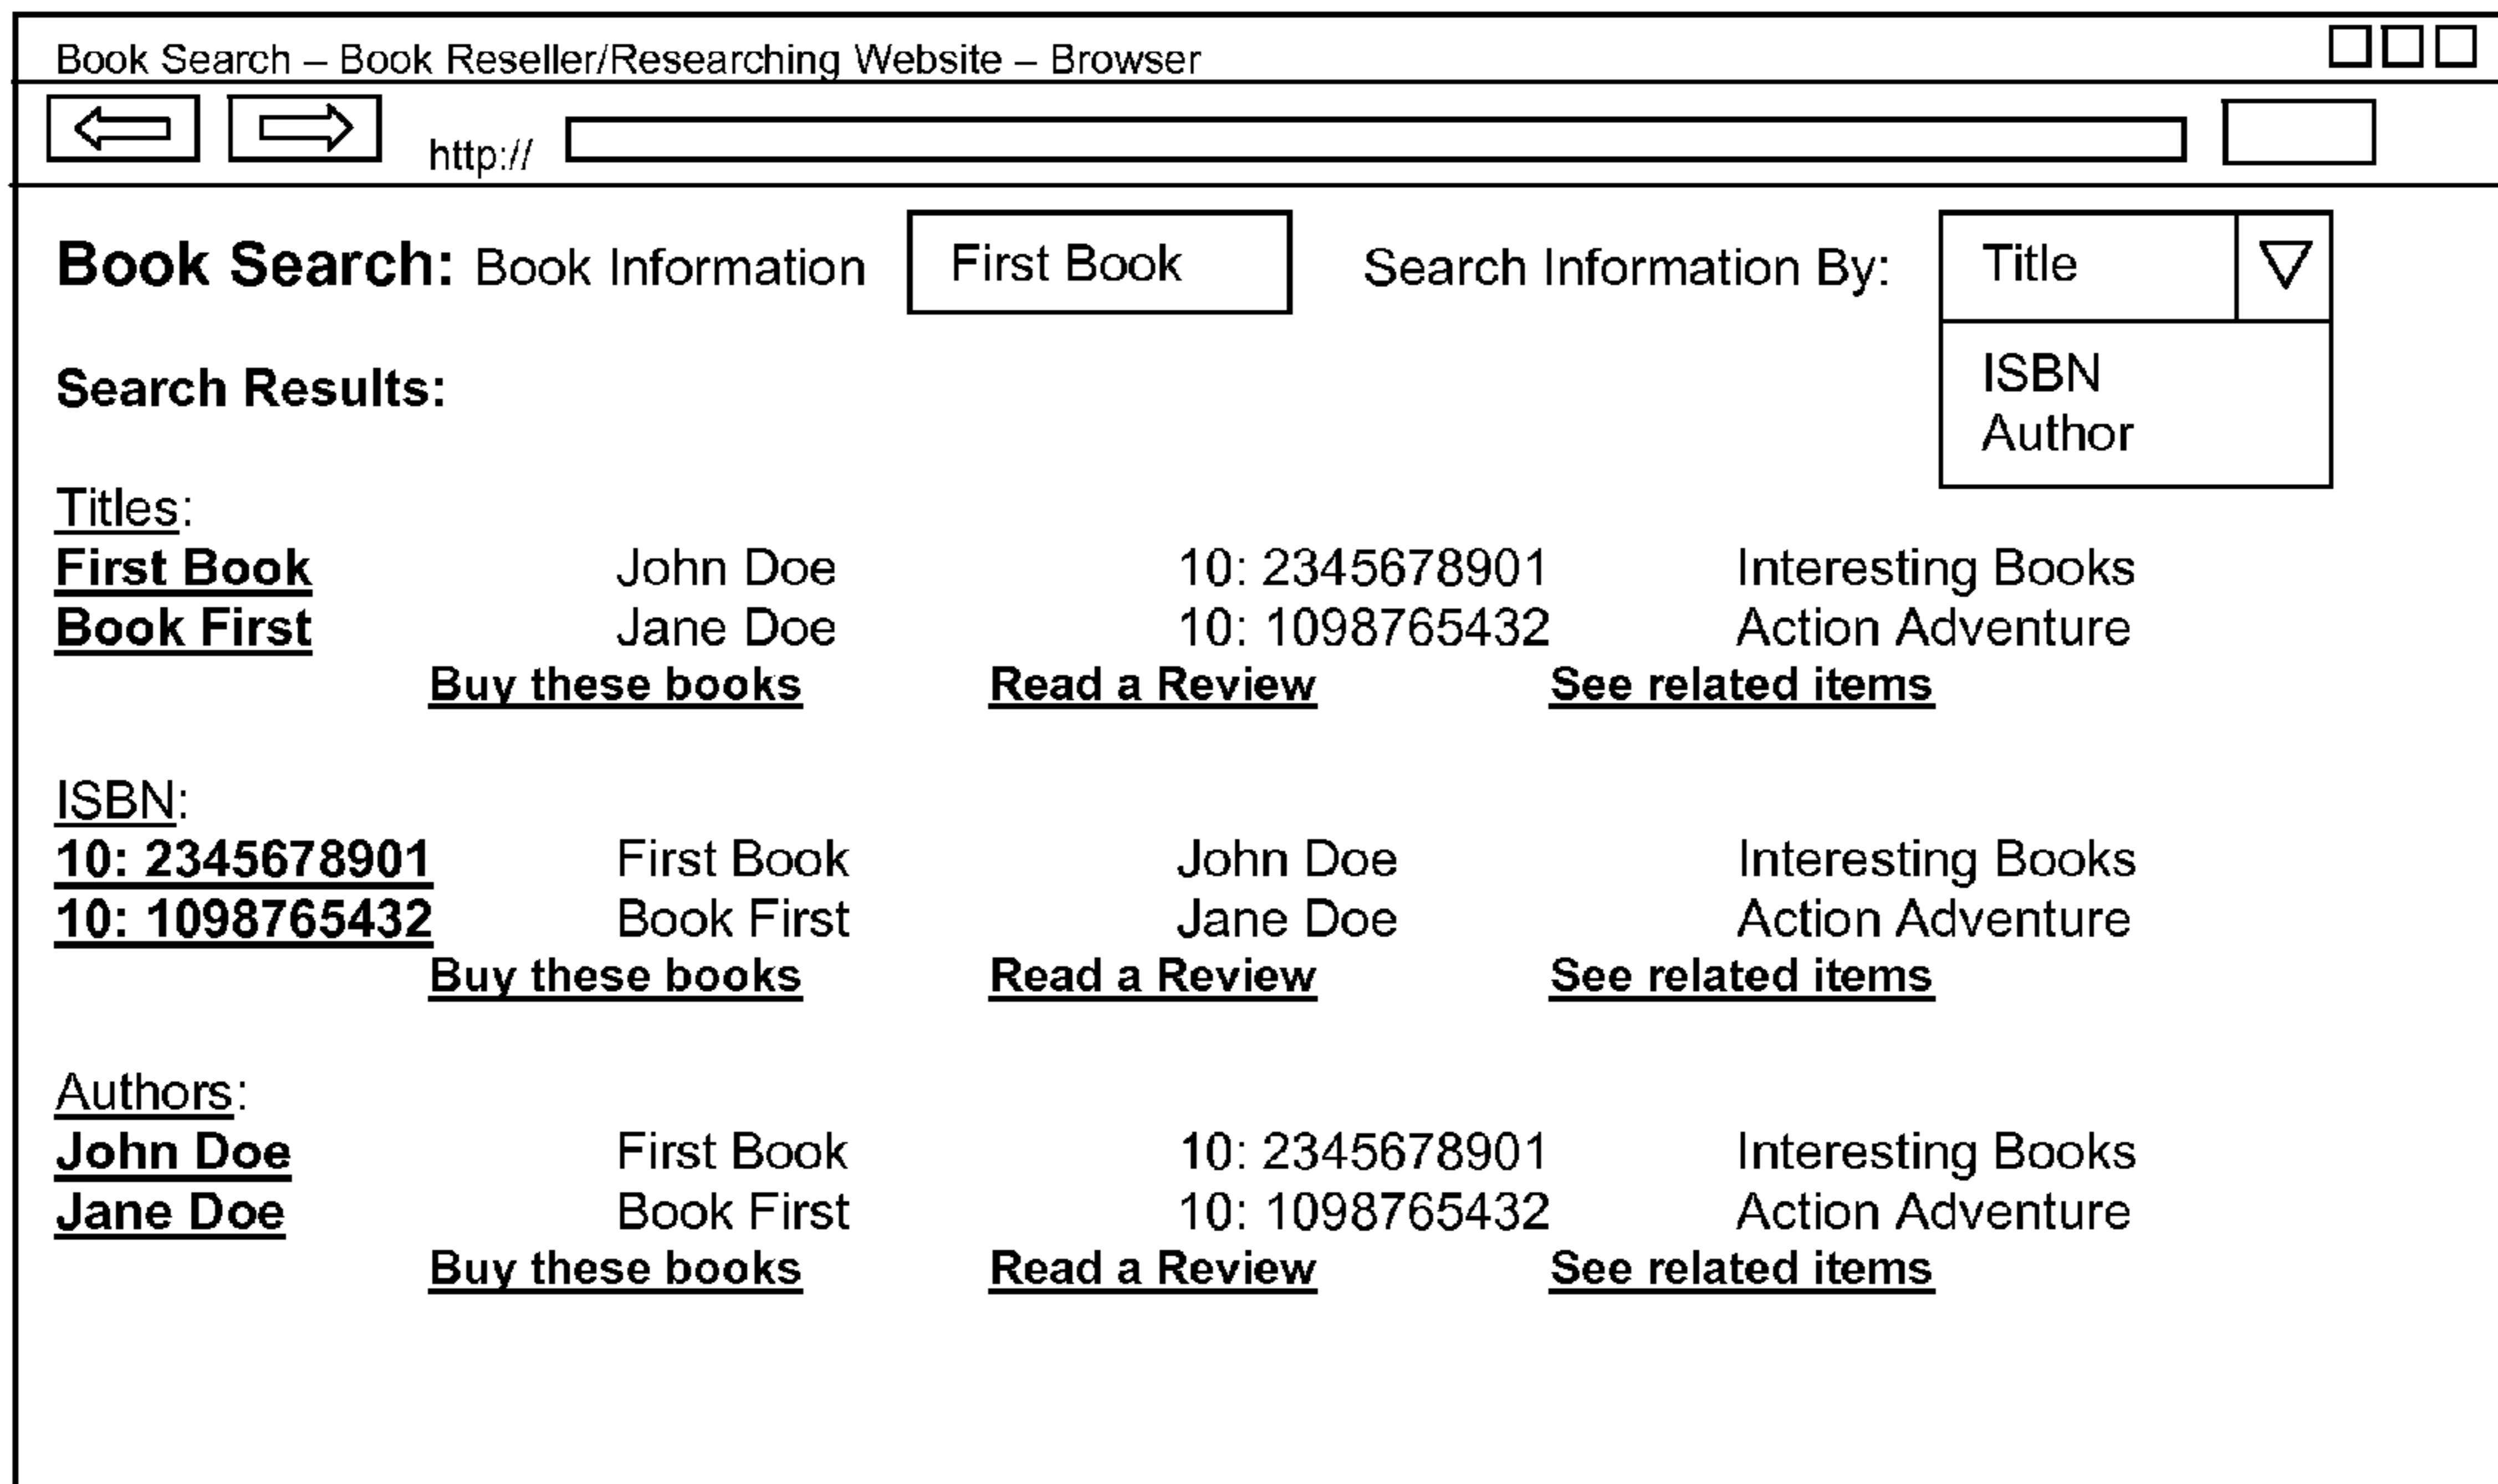 Book Search – Book Reseller/Researching Website – Browser
http://
Book Search: Book Information First Book Search Information By: Title
ISBN
Author
Search Results:
Titles:
First Book John Doe 10: 2345678901 Interesting Books
Book First Jane Doe 10: 1098765432 Action Adventure
Buy these books Read a Review See related items
ISBN:
10: 2345678901 First Book John Doe Interesting Books
10: 1098765432 Book First Jane Doe Action Adventure
Buy these books Read a Review See related items
Authors:
John Doe First Book 10: 2345678901 Interesting Books
Jane Doe Book First 10: 1098765432 Action Adventure
Buy these books Read a Review See related items